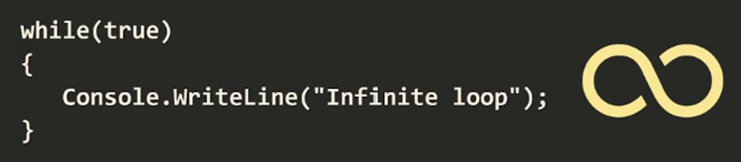 while(true)
{
   Console.WriteLine("Infinite loop");
}